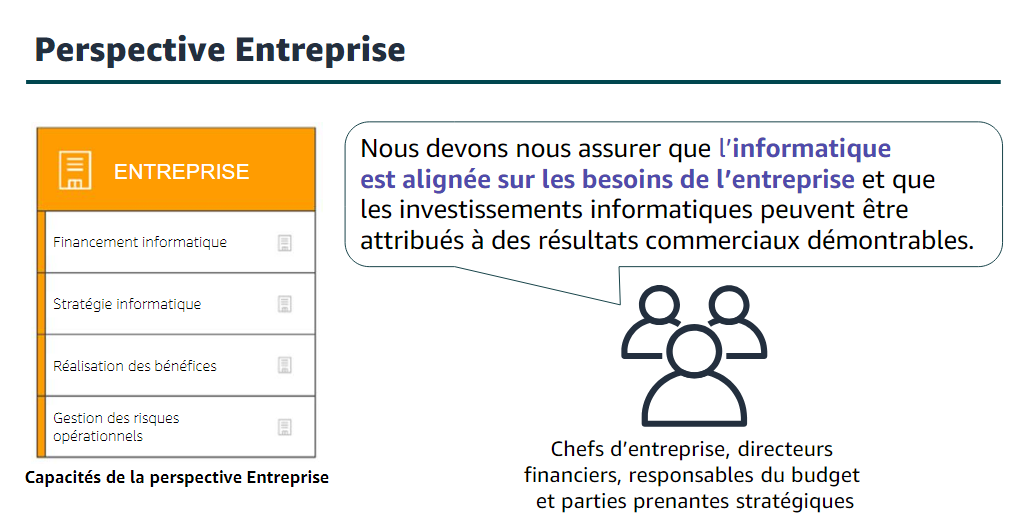 Perspective Entreprise
ENTREPRISE
Financement informatique
Stratégie informatique
Réalisation des bénéfices
Gestion des risques
opérationnels
Capacités de la perspective Entreprise
Nous devons nous assurer que l’informatique
est alignée sur les besoins de l’entreprise et que
les investissements informatiques peuvent être
attribués à des résultats commerciaux démontrables.
Chefs d’entreprise, directeurs
financiers, responsables du budget
et parties prenantes stratégiques